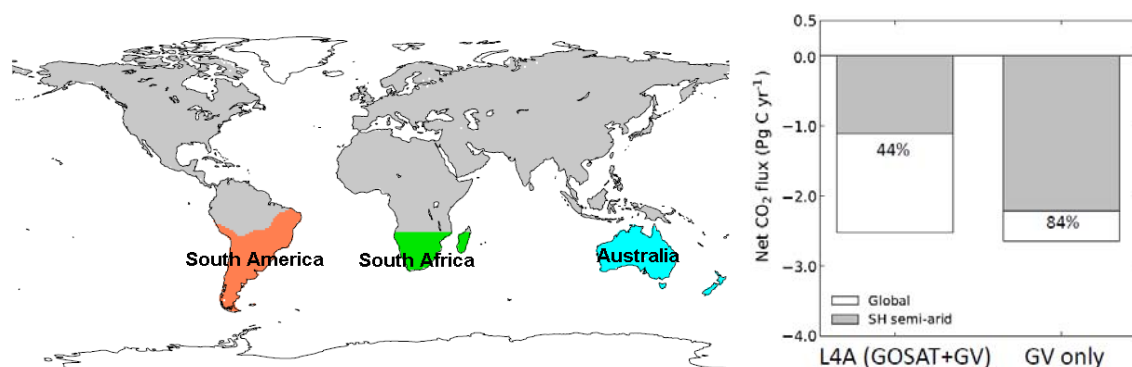 South America
South Africa
Australia
Net CO₂ flux (Pg C yr⁻¹)
0.5
0.0
−1.0
−2.0
−3.0
−4.0
44%
84%
Global
SH semi-arid
L4A (GOSAT+GV)
GV only